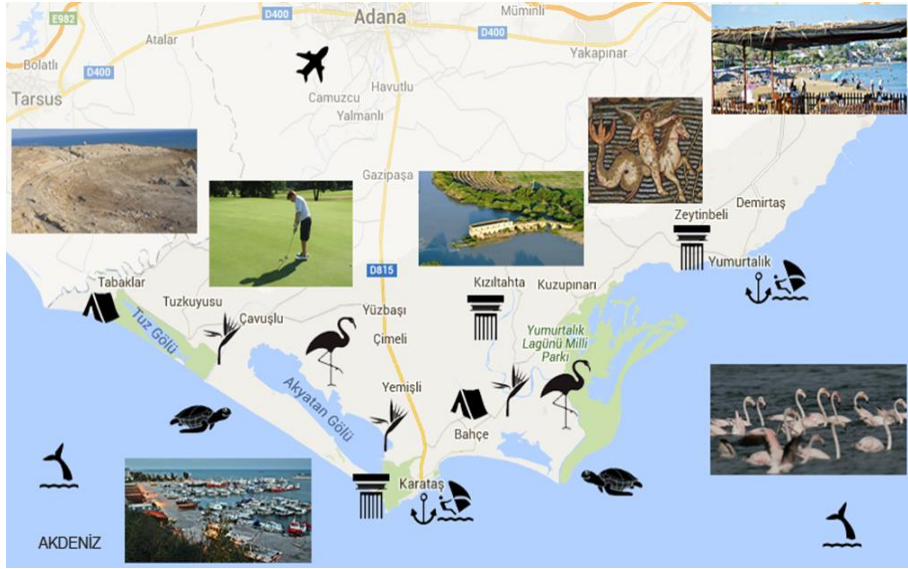 E982
D400
Adana
Müminli
Atalar
D400
Bolatlı
Yakapınar
D400
Tarsus
Havutlu
Camuzcu
Yalmanlı
Gazipaşa
Demirtaş
Zeytinbeli
Yumurtalık
D815
Tabaklar
Kızıltahta
Kuzupınarı
Tuzkuyusu
Çavuşlu
Yüzbaşı
Tuz Gölü
Çimeli
Yumurtalık
Lagünü Milli
Parkı
Akyatan Gölü
Yemişli
Bahçe
Karataş
AKDENİZ